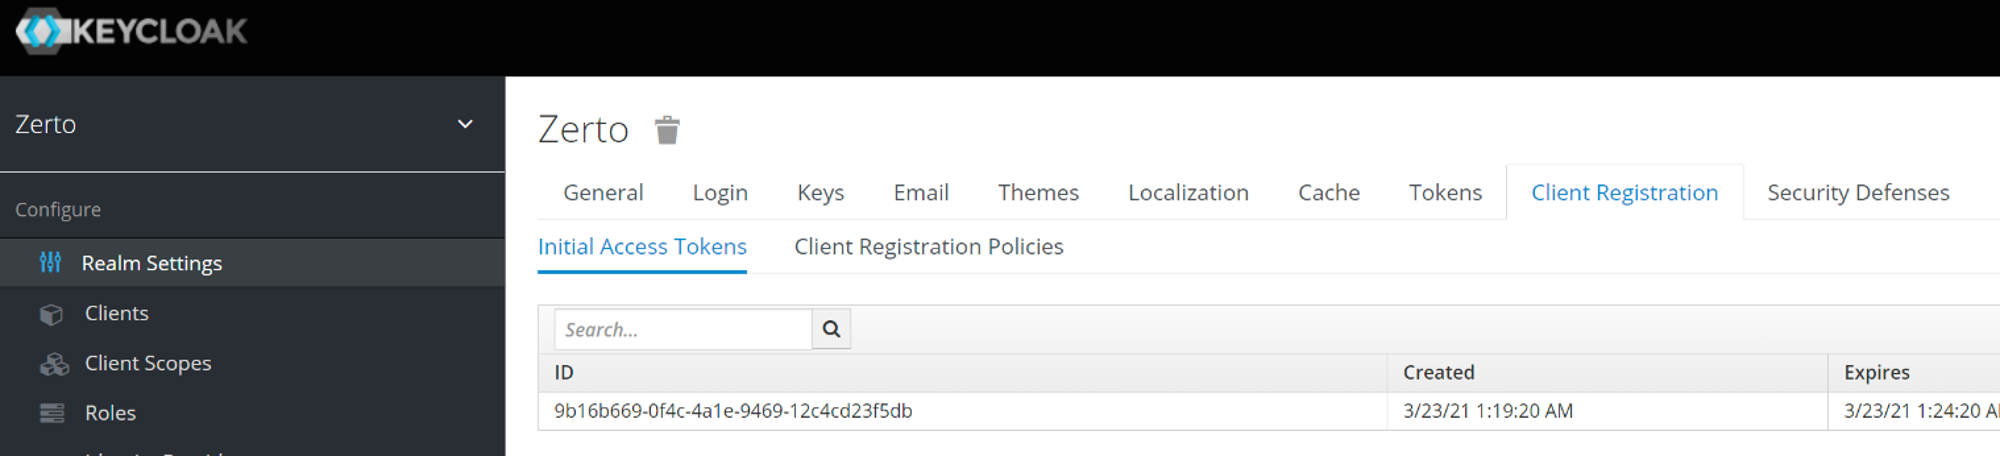 KEYCLOAK
Zerto
Configure
Realm Settings
Clients
Client Scopes
Roles
Zerto
General Login Keys Email Themes Localization Cache Tokens Client Registration Security Defenses
Initial Access Tokens Client Registration Policies
Search...
ID Created Expires
9b16b669-0f4c-4a1e-9469-12c4cd23f5db 3/23/21 1:19:20 AM 3/23/21 1:24:20